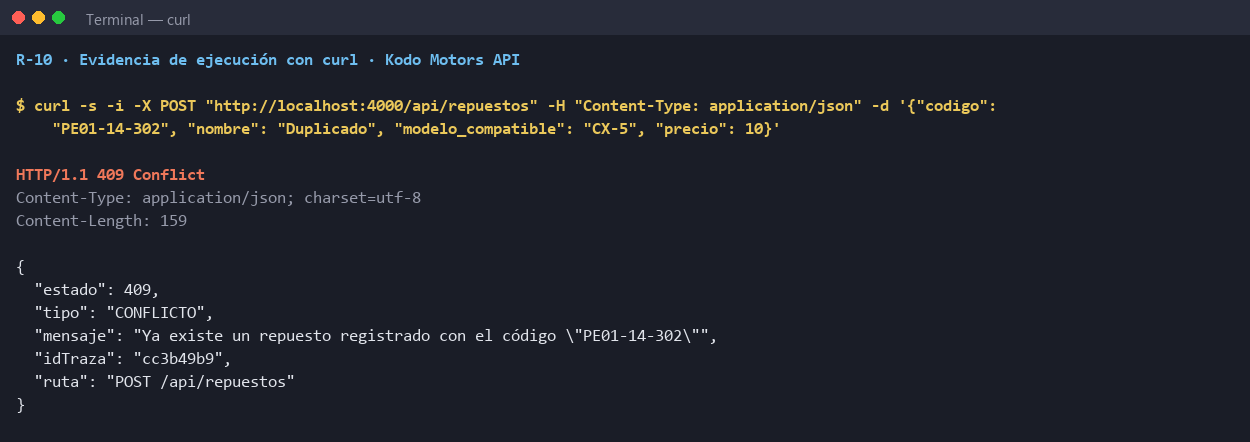 Terminal — curl
R-10 · Evidencia de ejecución con curl · Kodo Motors API
$ curl -s -i -X POST "http://localhost:4000/api/repuestos" -H "Content-Type: application/json" -d '{"codigo":
"PE01-14-302", "nombre": "Duplicado", "modelo_compatible": "CX-5", "precio": 10}'
HTTP/1.1 409 Conflict
Content-Type: application/json; charset=utf-8
Content-Length: 159
{
"estado": 409,
"tipo": "CONFLICTO",
"mensaje": "Ya existe un repuesto registrado con el código \"PE01-14-302\"",
"idTraza": "cc3b49b9",
"ruta": "POST /api/repuestos"
}